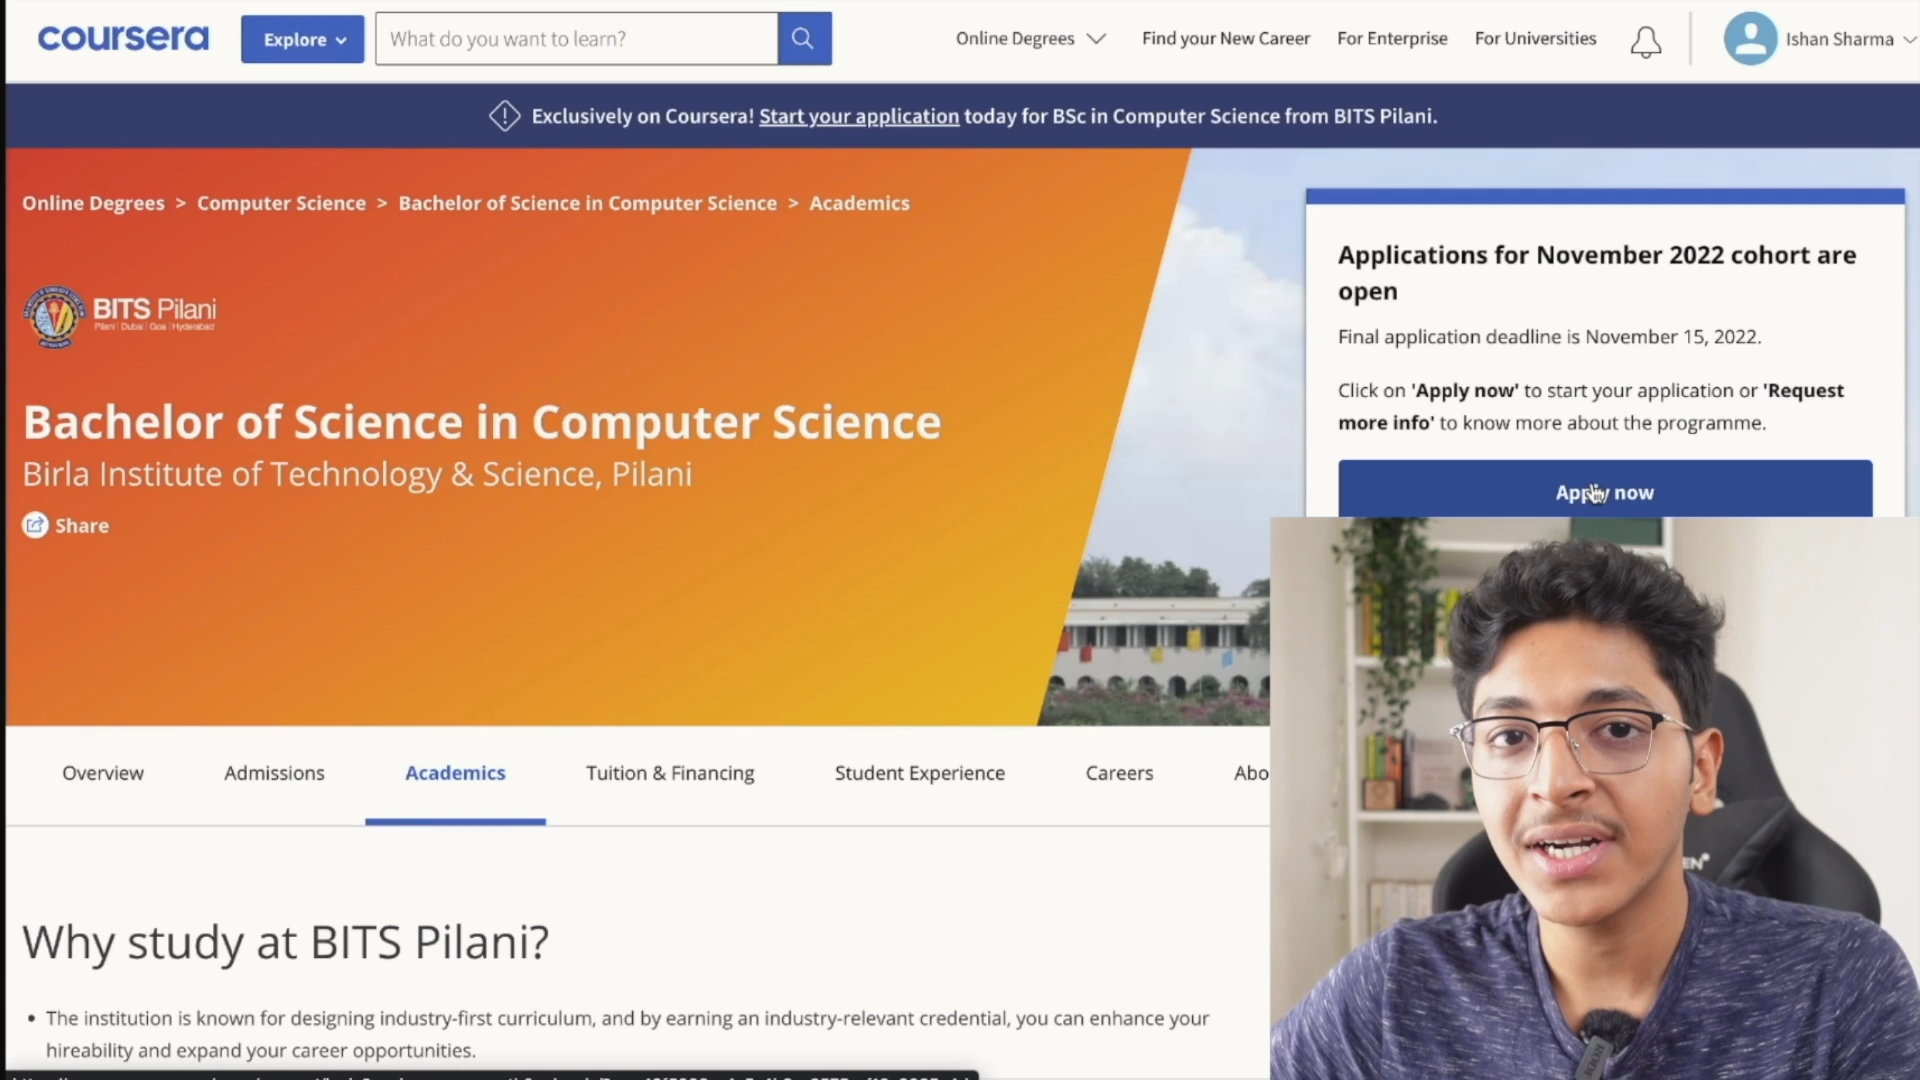 coursera
Explore
What do you want to learn?
Online Degrees
Find your New Career
For Enterprise
For Universities
Ishan Sharma
Exclusively on Coursera! Start your application today for BSc in Computer Science from BITS Pilani.
Online Degrees > Computer Science > Bachelor of Science in Computer Science > Academics
BITS Pilani
Pilani | Dubai | Goa | Hyderabad
Bachelor of Science in Computer Science
Birla Institute of Technology & Science, Pilani
Share
Applications for November 2022 cohort are
open
Final application deadline is November 15, 2022.
Click on 'Apply now' to start your application or 'Request
more info' to know more about the programme.
Apply now
Overview
Admissions
Academics
Tuition & Financing
Student Experience
Careers
Abo
Why study at BITS Pilani?
• The institution is known for designing industry-first curriculum, and by earning an industry-relevant credential, you can enhance your
hireability and expand your career opportunities.